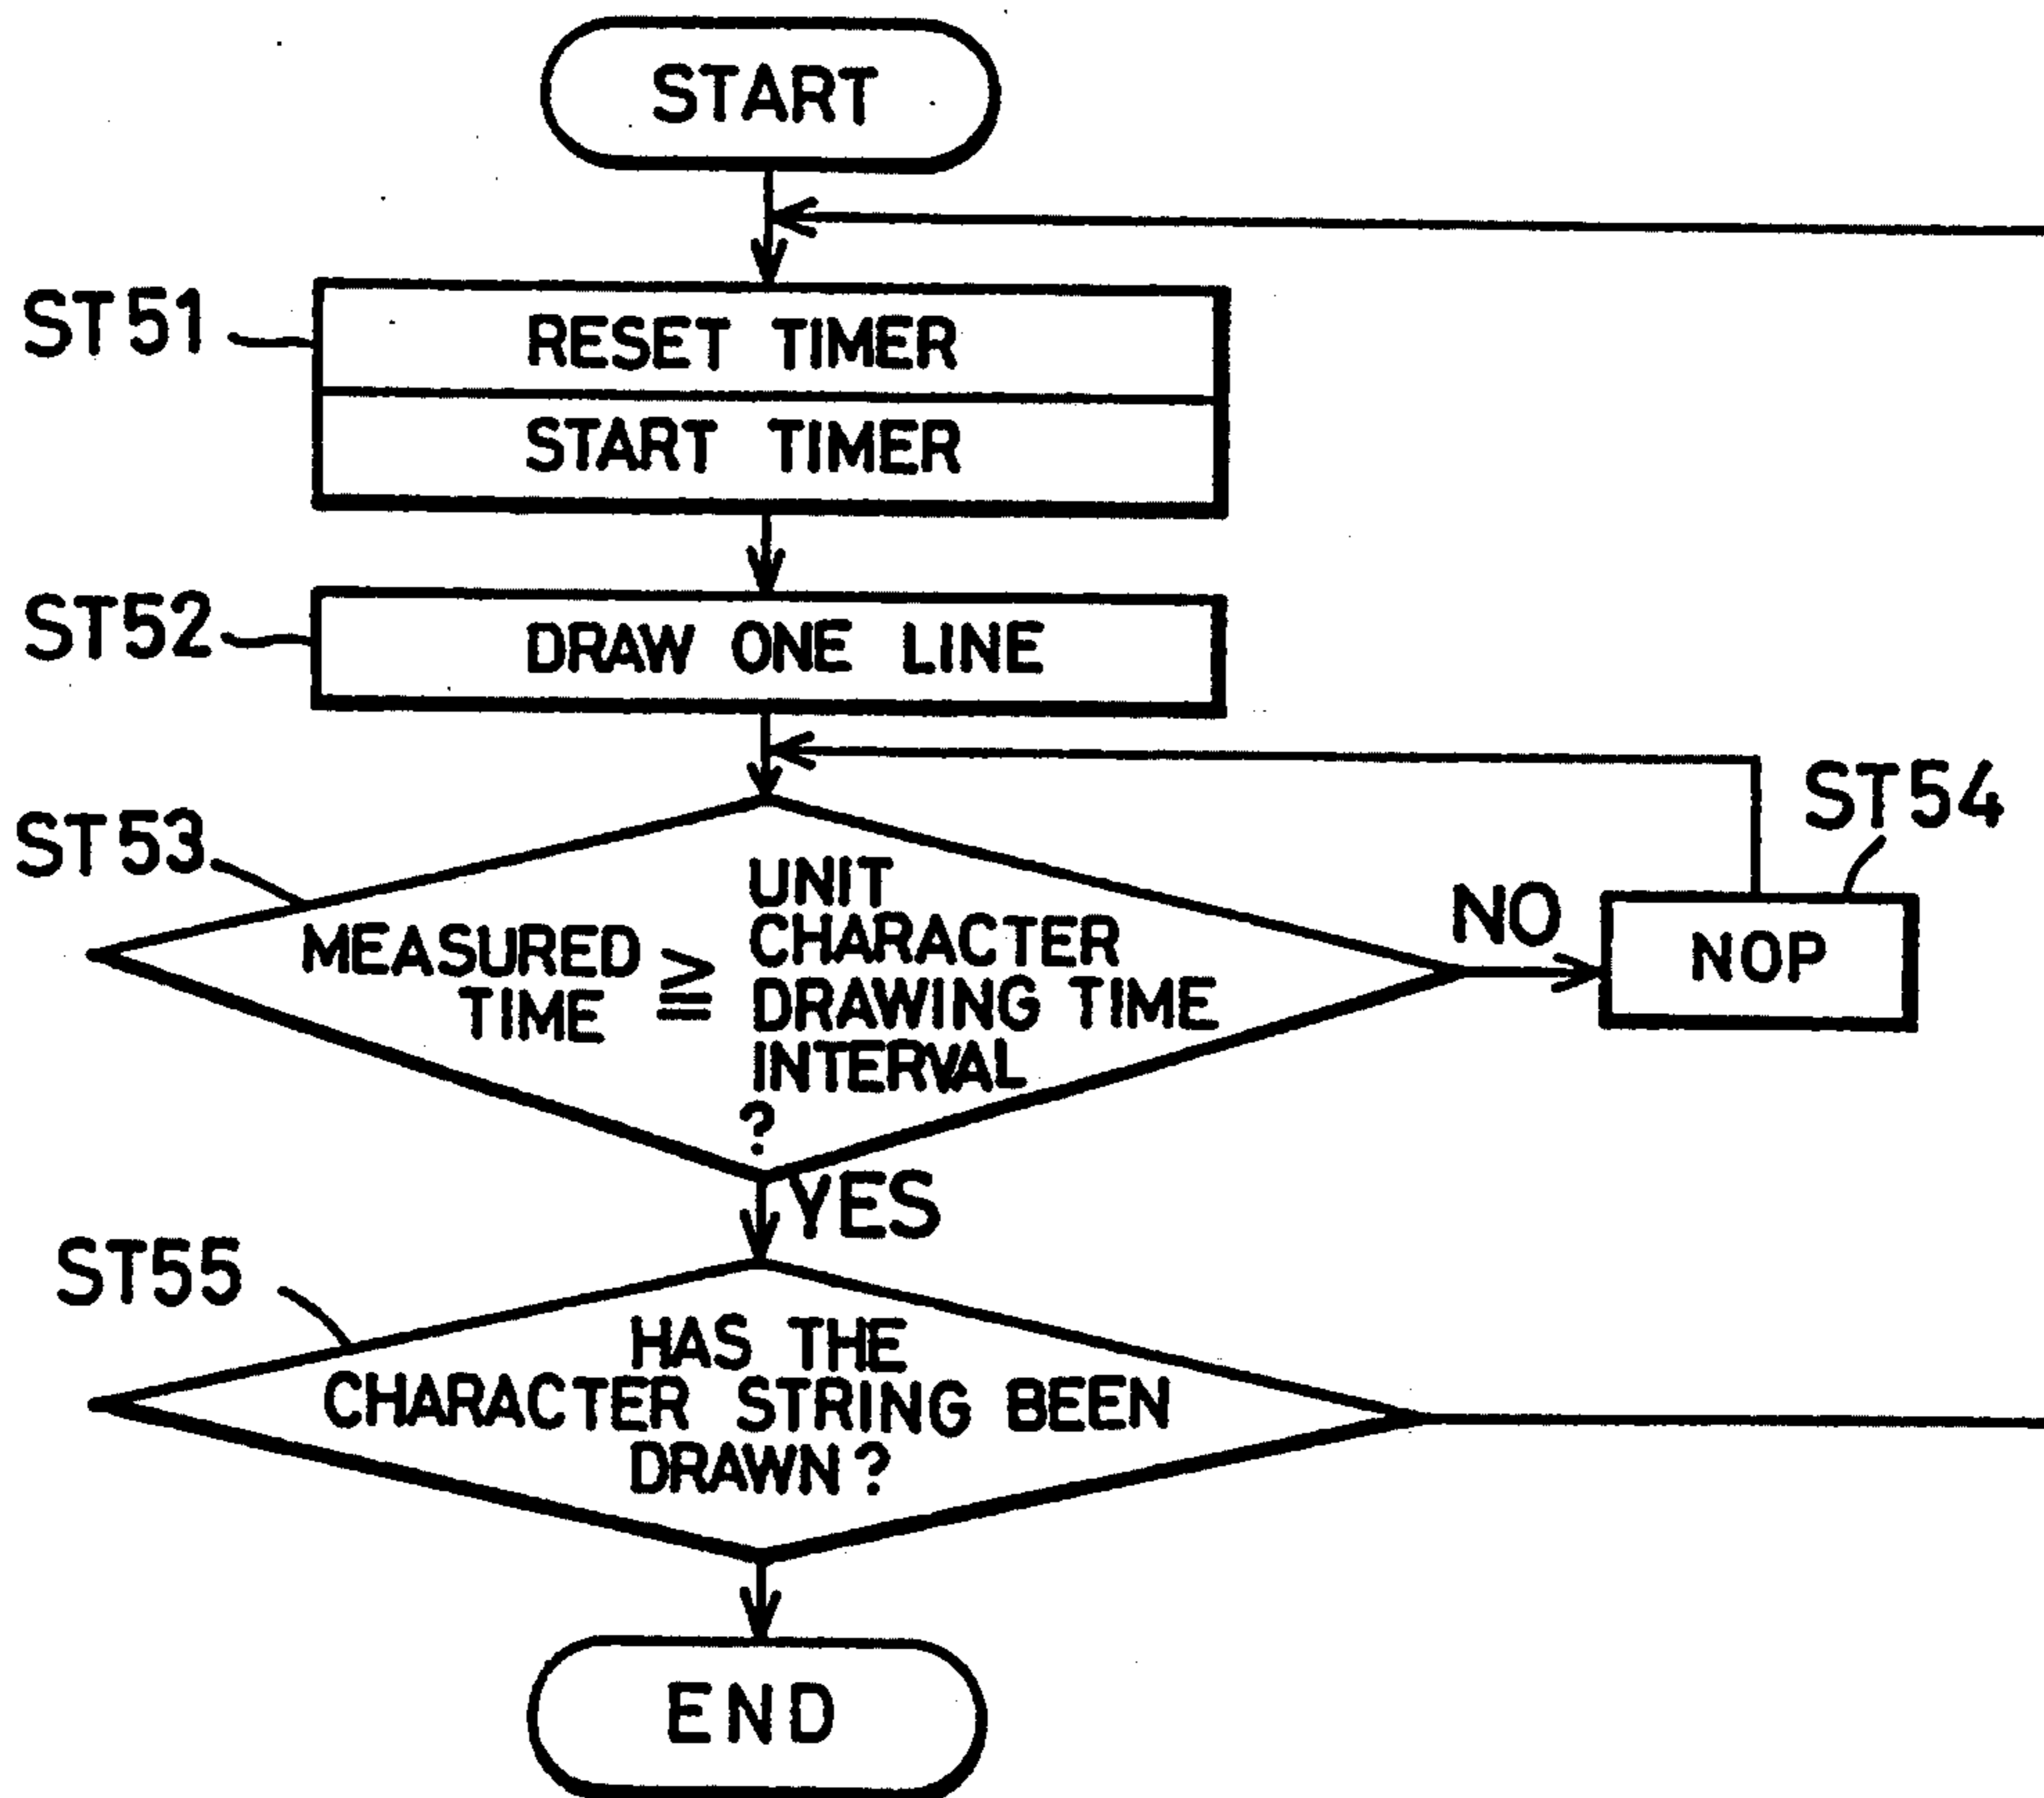 START
ST51
RESET TIMER
START TIMER
ST52
DRAW ONE LINE
ST53
MEASURED
TIME
≧
UNIT
CHARACTER
DRAWING TIME
INTERVAL
?
NO
ST54
NOP
YES
ST55
HAS THE
CHARACTER STRING BEEN
DRAWN?
END